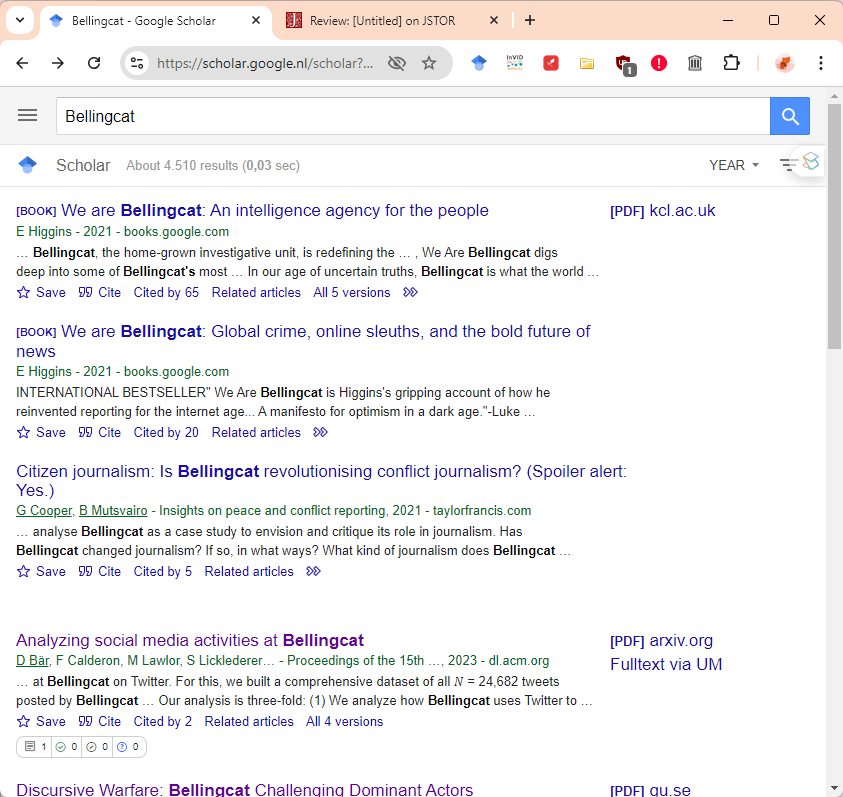 Bellingcat - Google Scholar
Review: [Untitled] on JSTOR
https://scholar.google.nl/scholar?...
InVID
1
Bellingcat
Scholar About 4.510 results (0,03 sec) YEAR
[BOOK] We are Bellingcat: An intelligence agency for the people [PDF] kcl.ac.uk
E Higgins - 2021 - books.google.com
... Bellingcat, the home-grown investigative unit, is redefining the ... , We Are Bellingcat digs
deep into some of Bellingcat's most ... In our age of uncertain truths, Bellingcat is what the world ...
Save Cite Cited by 65 Related articles All 5 versions
[BOOK] We are Bellingcat: Global crime, online sleuths, and the bold future of
news
E Higgins - 2021 - books.google.com
INTERNATIONAL BESTSELLER" We Are Bellingcat is Higgins's gripping account of how he
reinvented reporting for the internet age... A manifesto for optimism in a dark age."-Luke ...
Save Cite Cited by 20 Related articles
Citizen journalism: Is Bellingcat revolutionising conflict journalism? (Spoiler alert:
Yes.)
G Cooper, B Mutsvairo - Insights on peace and conflict reporting, 2021 - taylorfrancis.com
... analyse Bellingcat as a case study to envision and critique its role in journalism. Has
Bellingcat changed journalism? If so, in what ways? What kind of journalism does Bellingcat ...
Save Cite Cited by 5 Related articles
Analyzing social media activities at Bellingcat [PDF] arxiv.org
D Bär, F Calderon, M Lawlor, S Licklederer... - Proceedings of the 15th ..., 2023 - dl.acm.org
Fulltext via UM
... at Bellingcat on Twitter. For this, we built a comprehensive dataset of all N = 24,682 tweets
posted by Bellingcat ... Our analysis is three-fold: (1) We analyze how Bellingcat uses Twitter to ...
Save Cite Cited by 2 Related articles All 4 versions
1 0 0 0
Discursive Warfare: Bellingcat Challenging Dominant Actors [PDF] gu.se